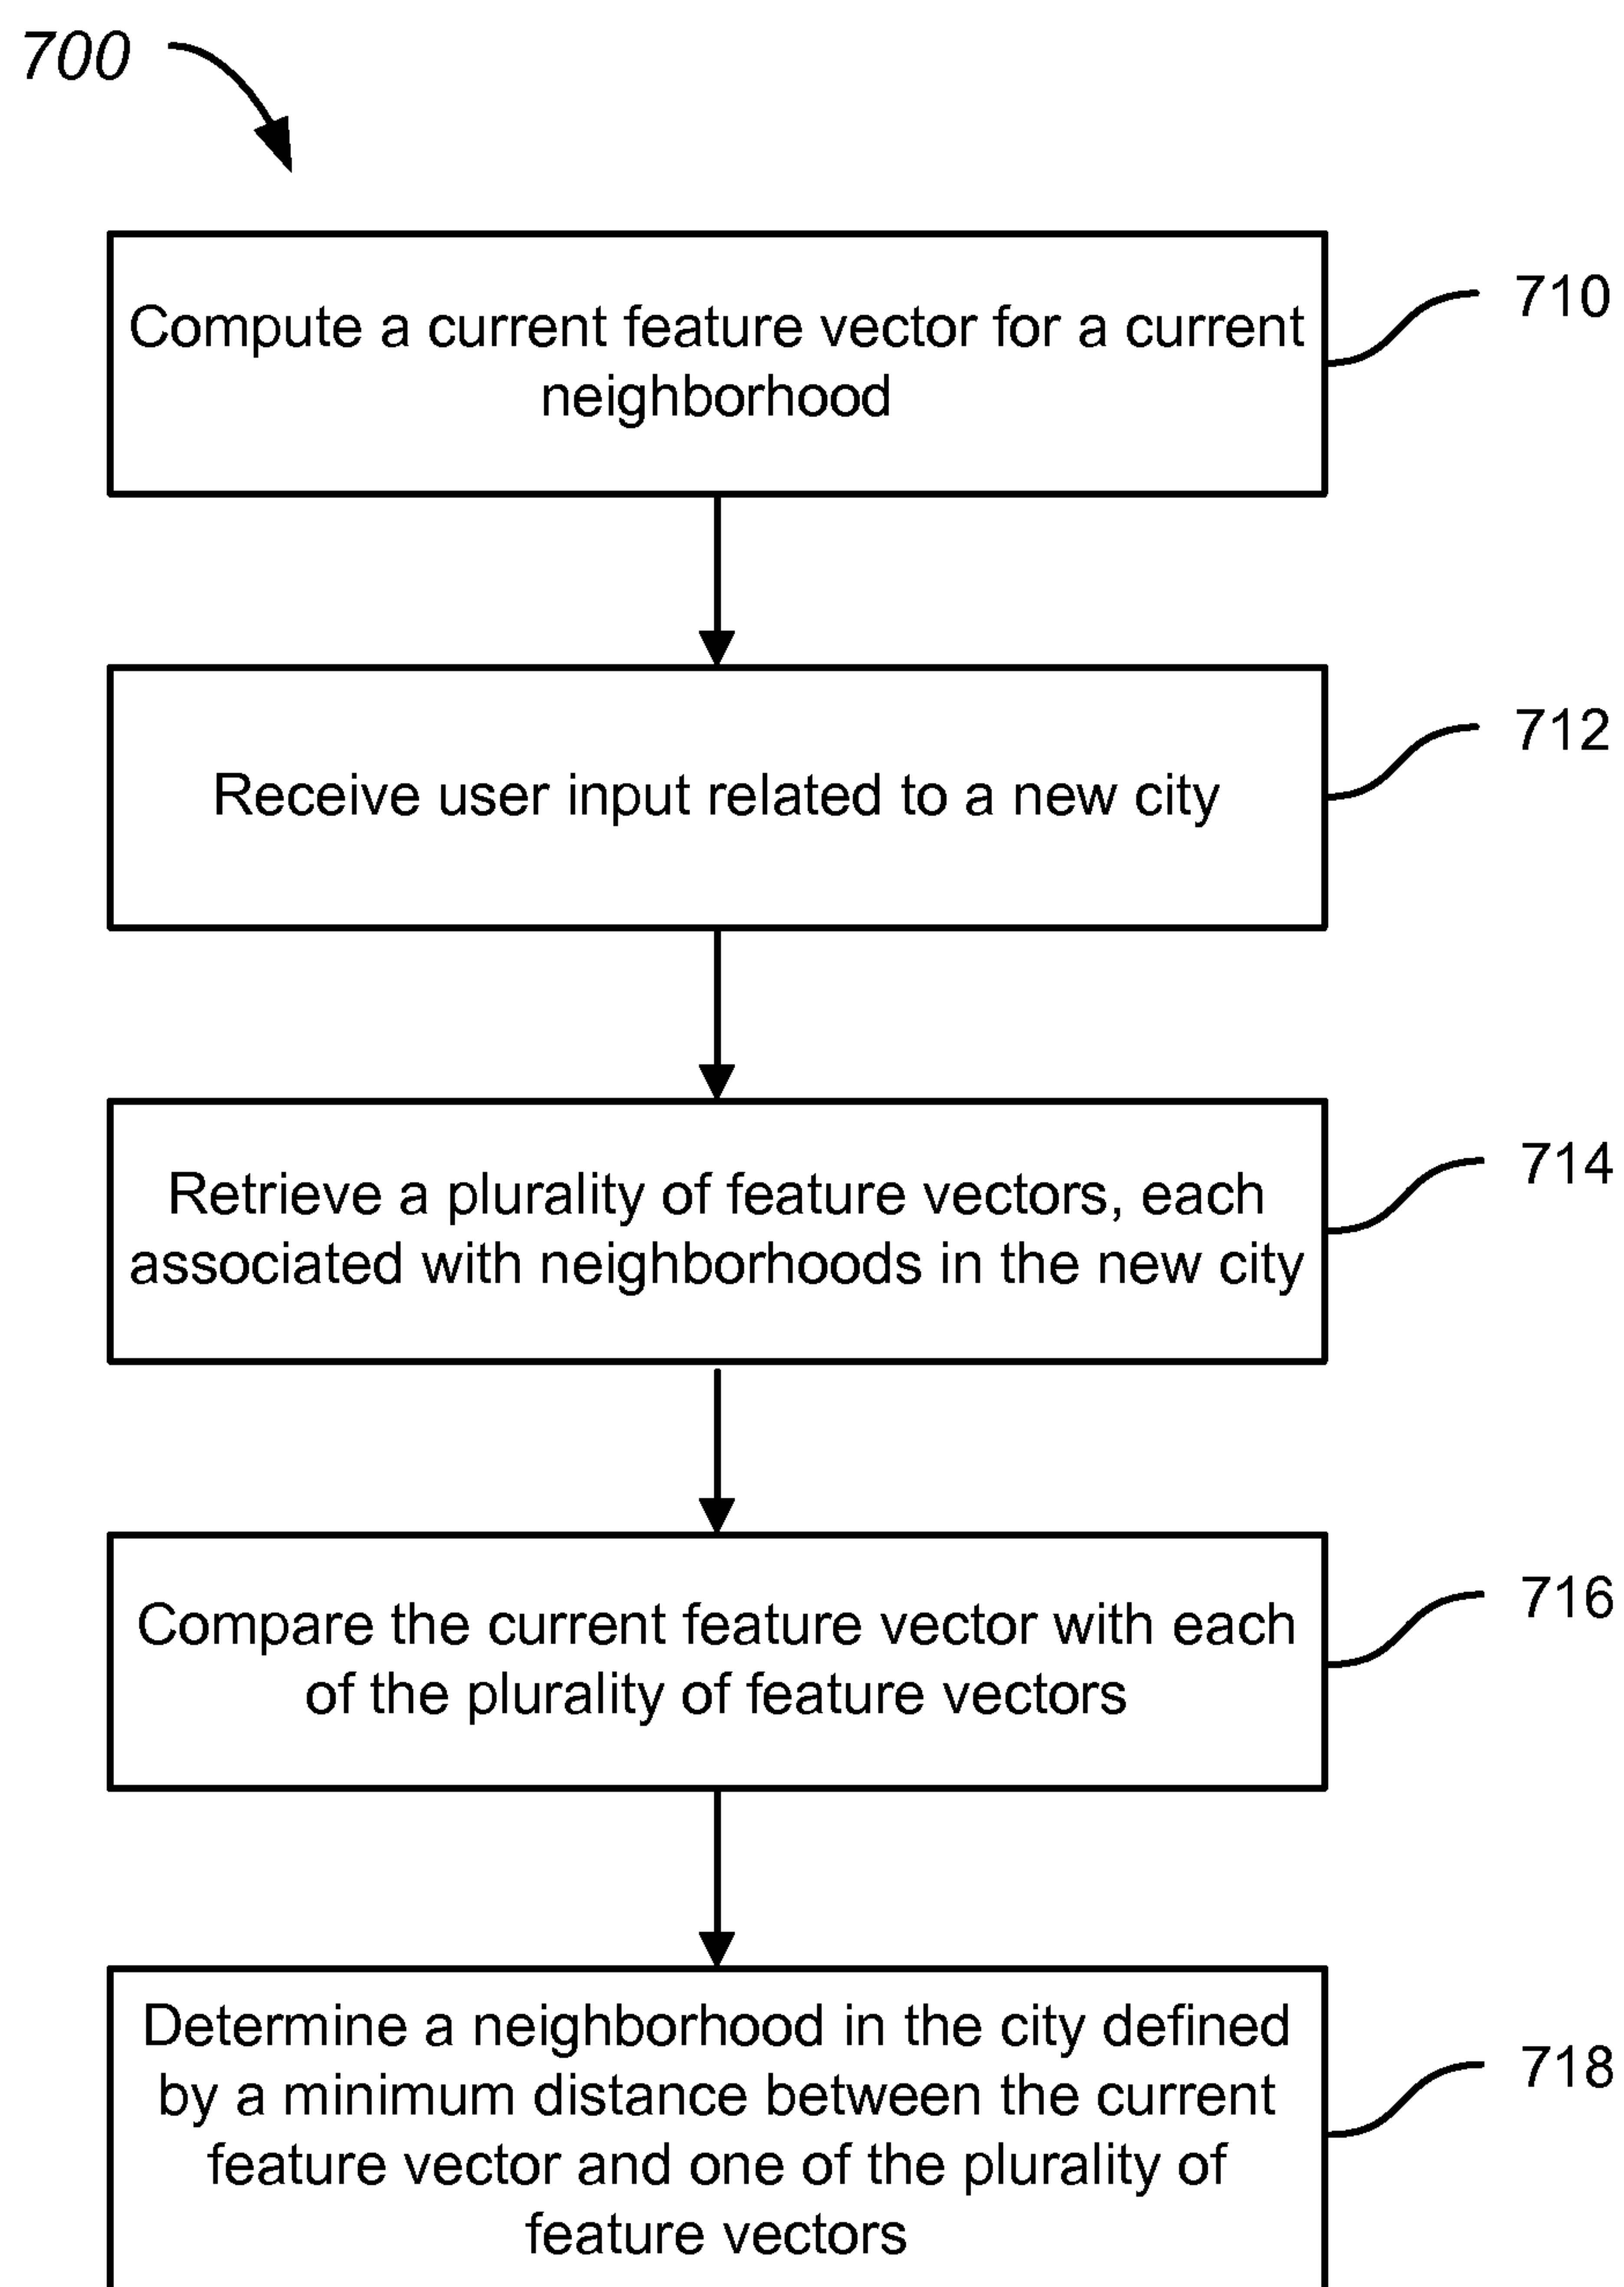 700
Compute a current feature vector for a current
neighborhood
710
Receive user input related to a new city
712
Retrieve a plurality of feature vectors, each
associated with neighborhoods in the new city
714
Compare the current feature vector with each
of the plurality of feature vectors
716
Determine a neighborhood in the city defined
by a minimum distance between the current
feature vector and one of the plurality of
feature vectors
718